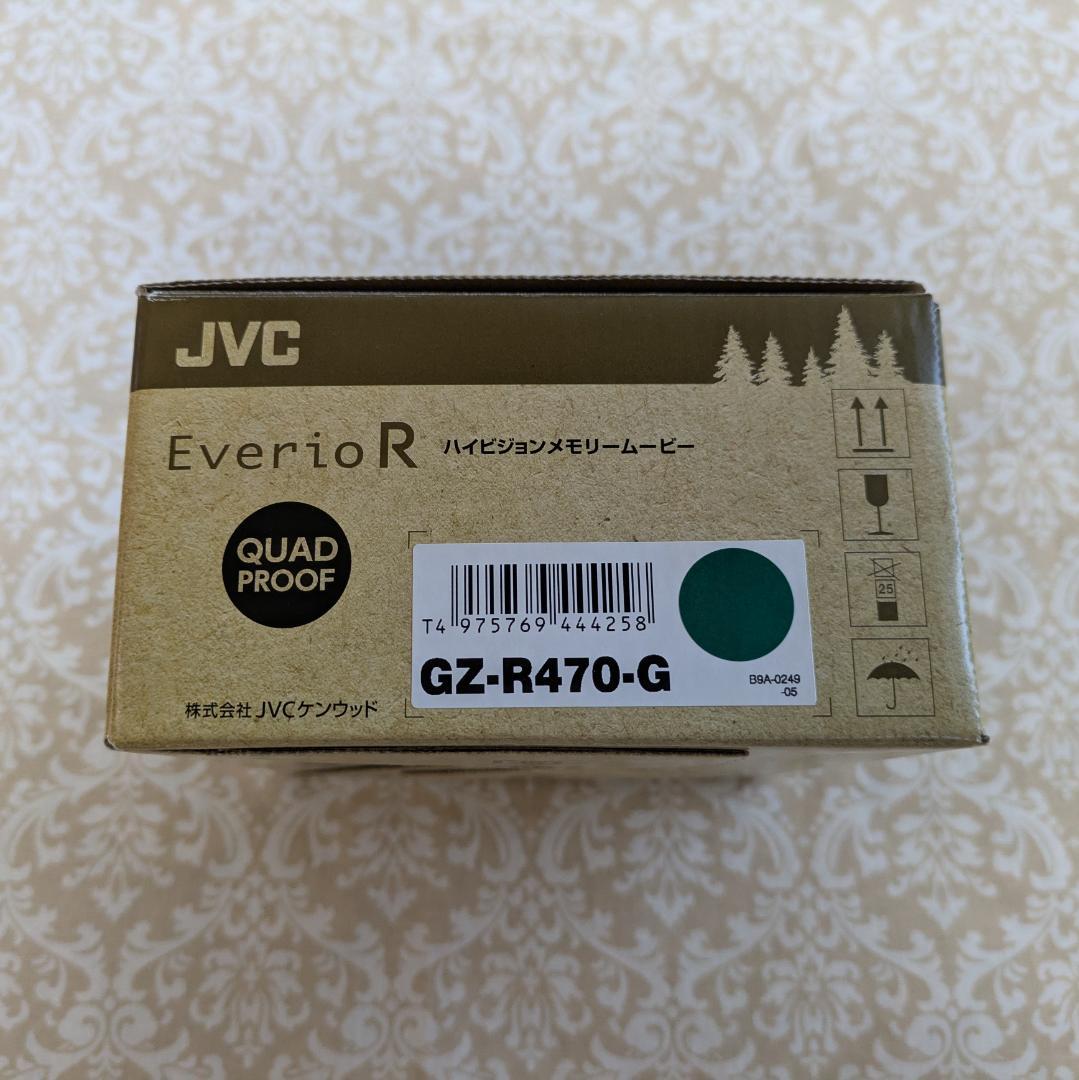 JVC
Everio R ハイビジョンメモリームービー
QUAD
PROOF
25
T4 975769 444258
GZ-R470-G
B9A-0249
-05
株式会社 JVCケンウッド